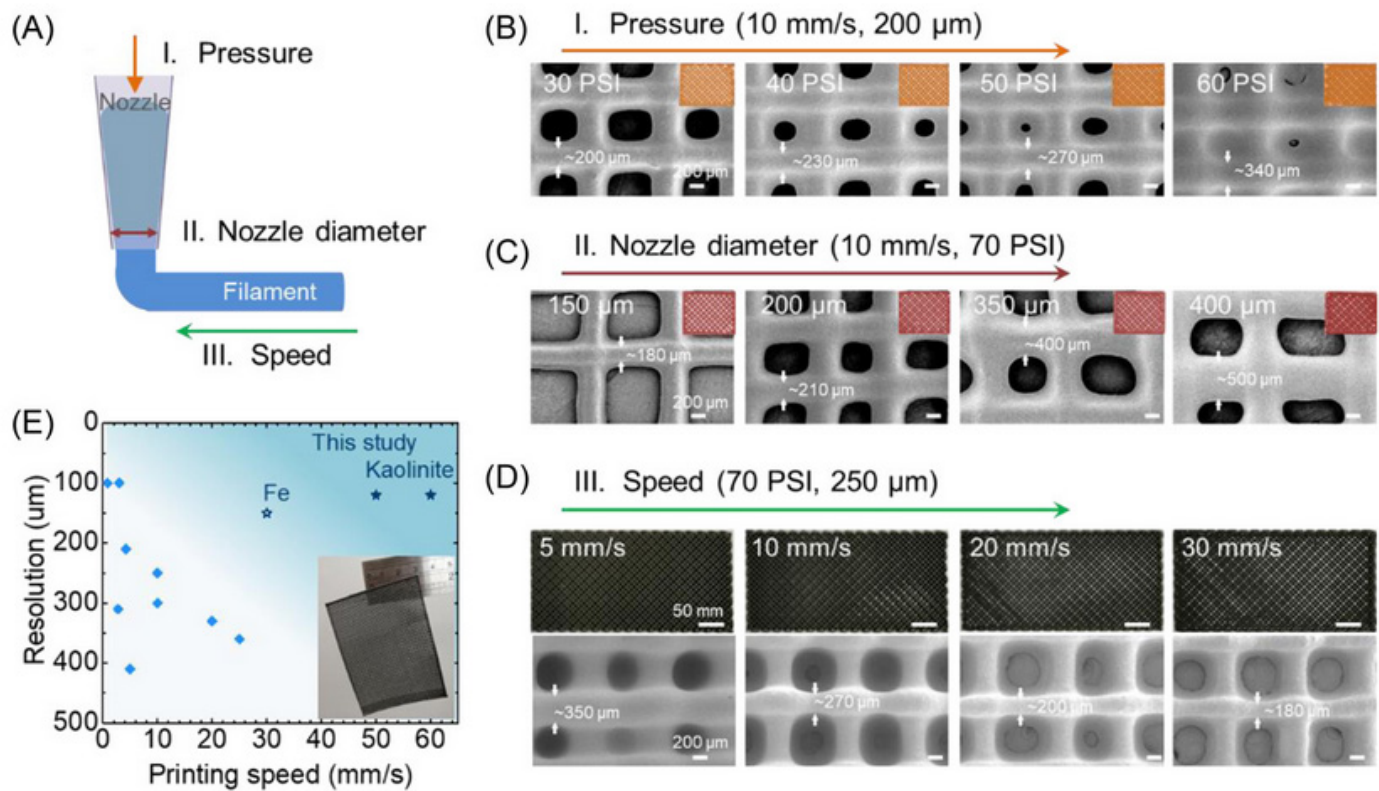 (A)
I. Pressure
Nozzle
II. Nozzle diameter
Filament
III. Speed
(B)
I. Pressure (10 mm/s, 200 µm)
30 PSI
40 PSI
50 PSI
60 PSI
~200 µm
~230 µm
~270 µm
~340 µm
200 µm
(C)
II. Nozzle diameter (10 mm/s, 70 PSI)
150 µm
200 µm
350 µm
400 µm
~180 µm
~210 µm
~400 µm
~500 µm
200 µm
(D)
III. Speed (70 PSI, 250 µm)
5 mm/s
10 mm/s
20 mm/s
30 mm/s
50 mm
~350 µm
~270 µm
~200 µm
~180 µm
200 µm
(E)
0
100
200
300
400
500
Resolution (um)
This study
Kaolinite
Fe
0
10
20
30
40
50
60
Printing speed (mm/s)